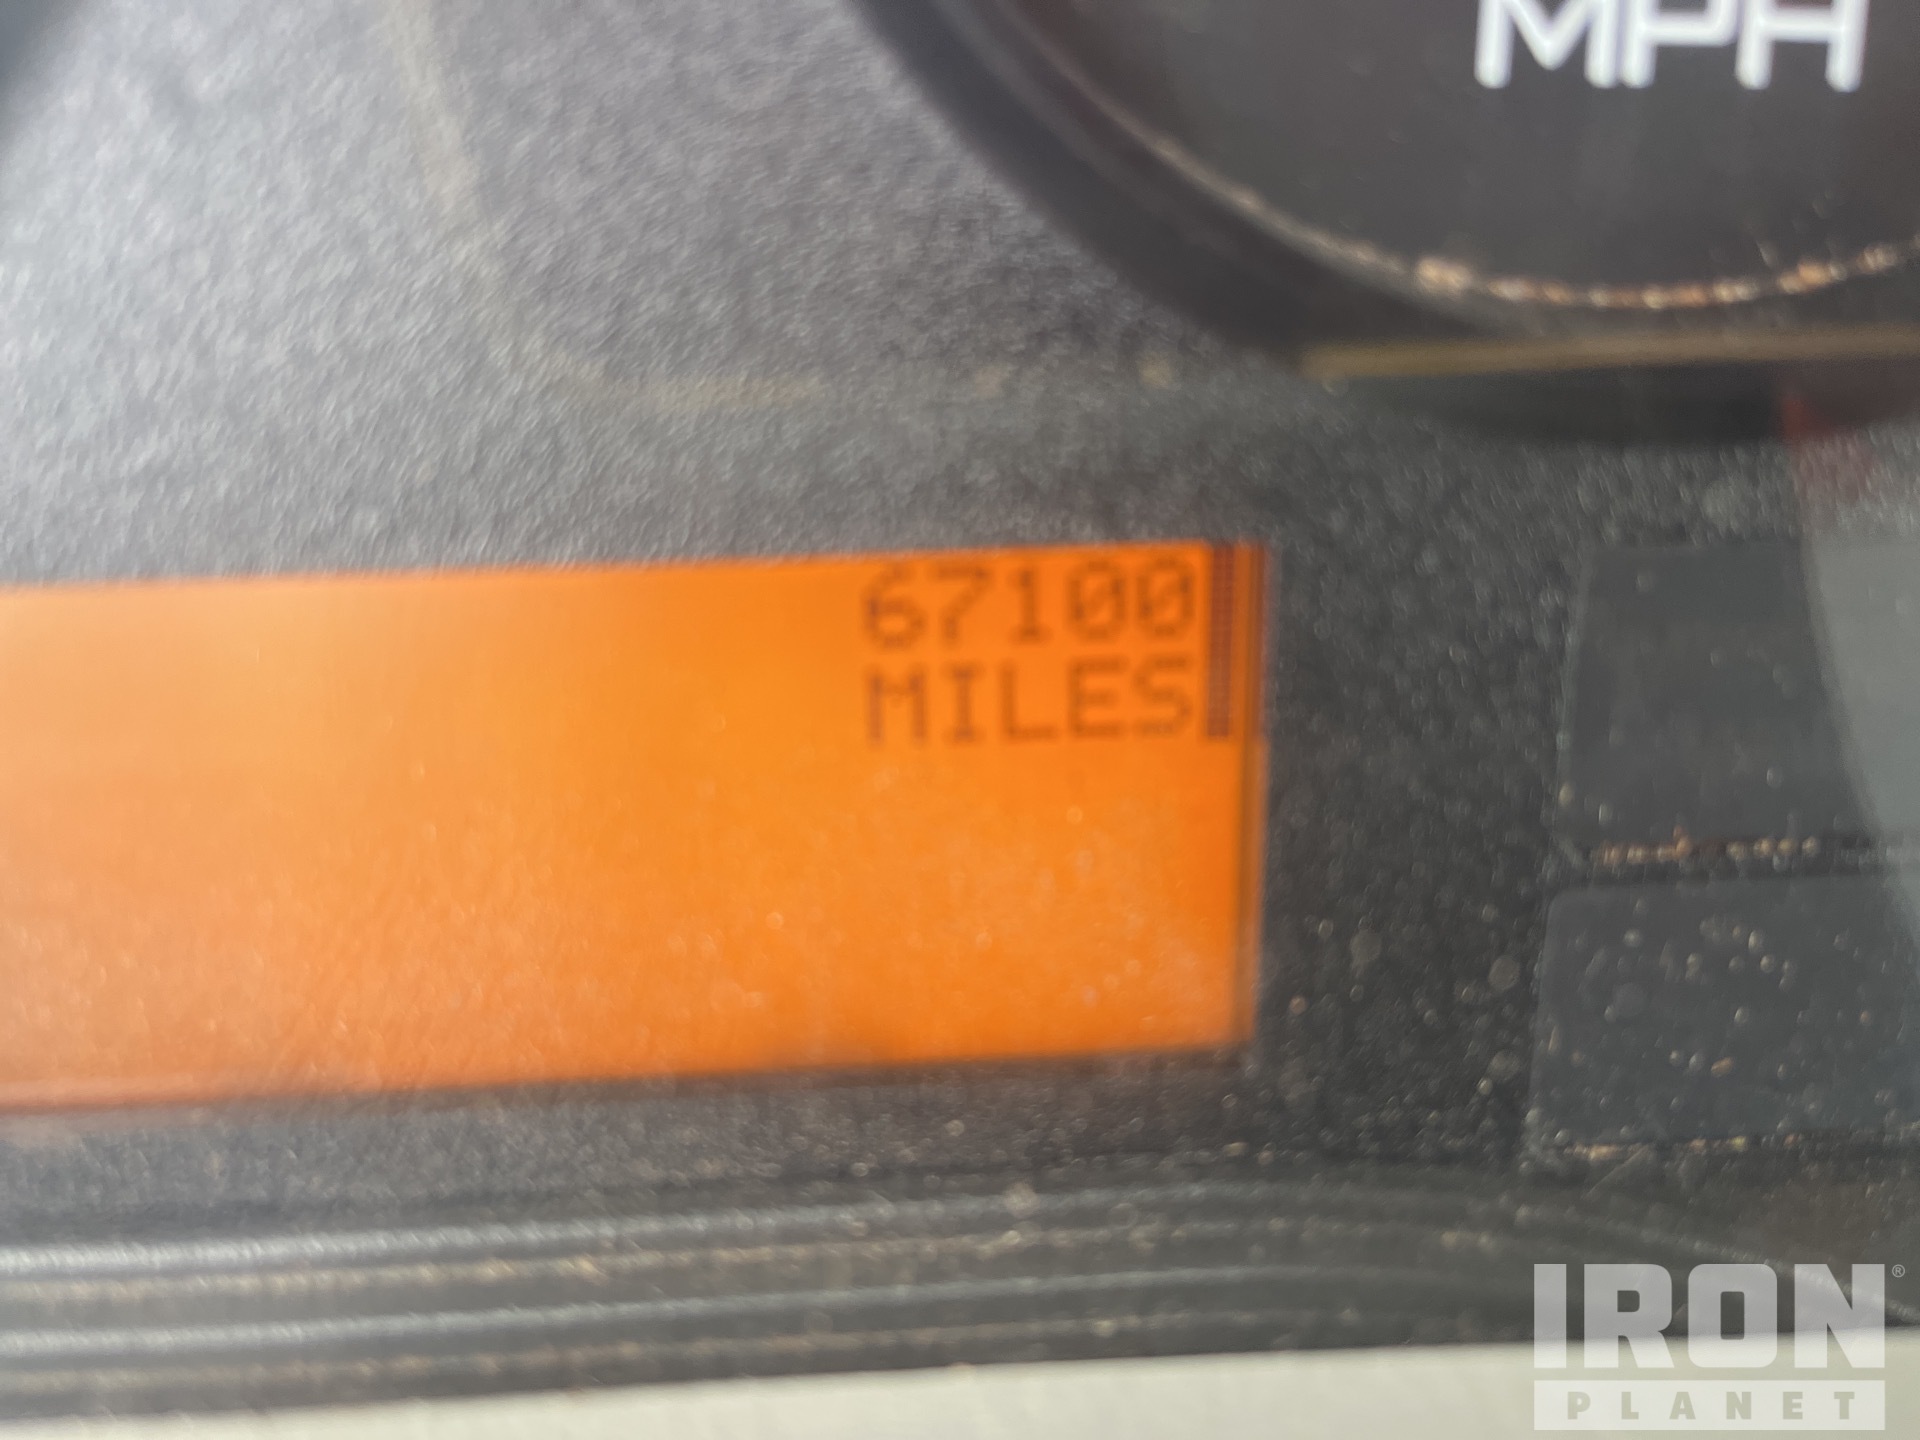 MPH
67100
MILES
IRON®
PLANET